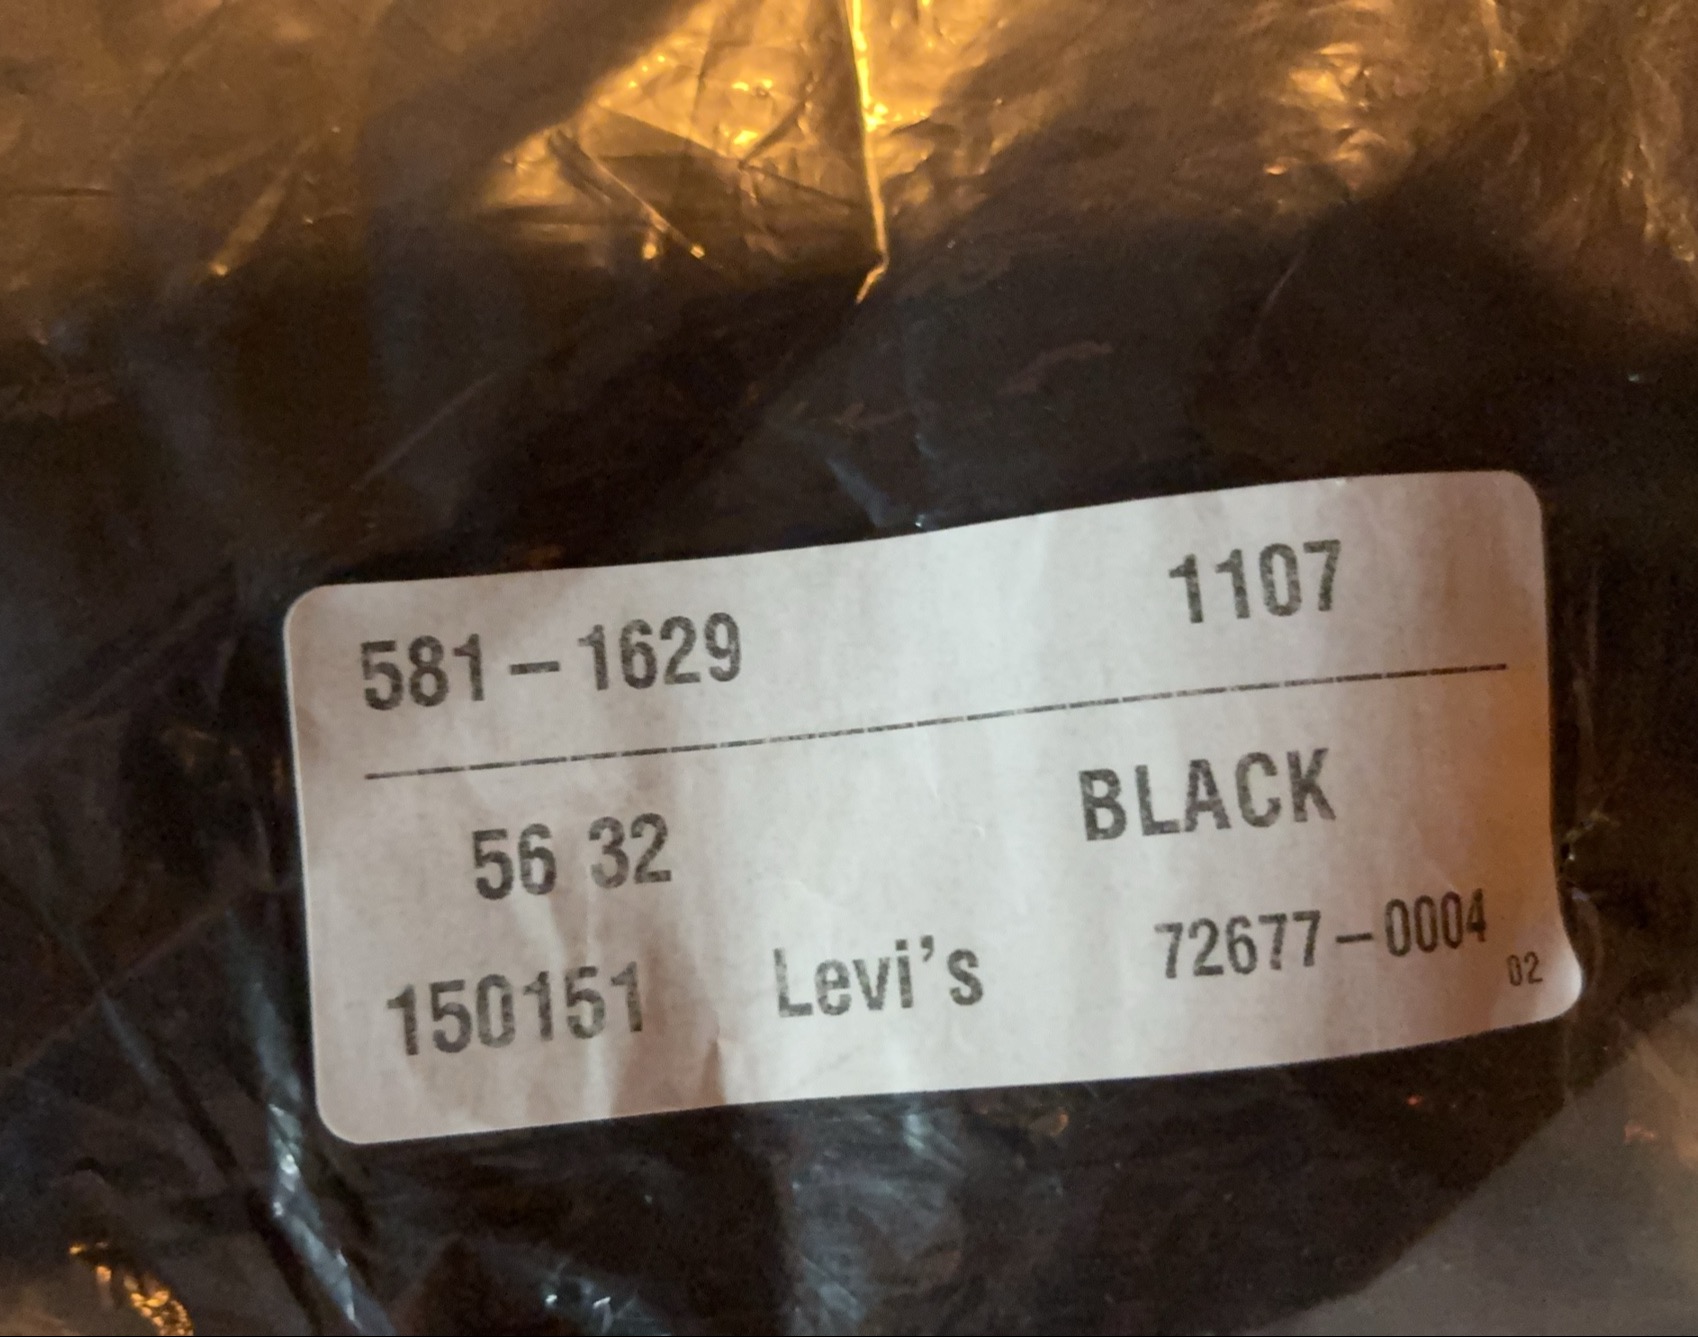 581-1629 1107
56 32 BLACK
150151 Levi's 72677-0004
02